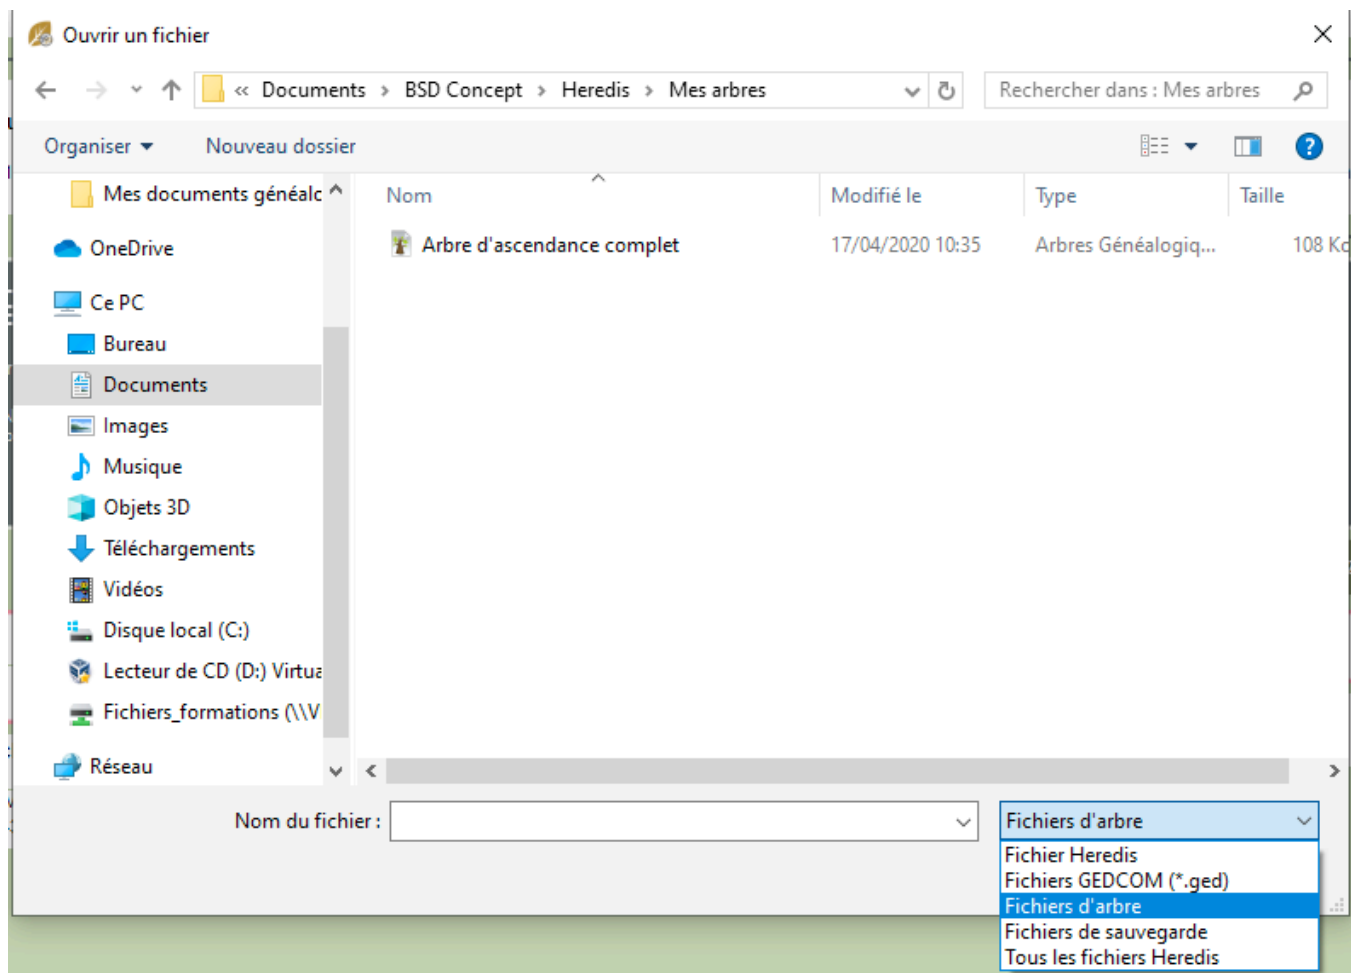 Ouvrir un fichier
« Documents > BSD Concept > Heredis > Mes arbres
Rechercher dans : Mes arbres
Organiser
Nouveau dossier
Mes documents généalo
OneDrive
Ce PC
Bureau
Documents
Images
Musique
Objets 3D
Téléchargements
Vidéos
Disque local (C:)
Lecteur de CD (D:) Virtua
Fichiers_formations (\\V
Réseau
Nom Modifié le Type Taille
Arbre d'ascendance complet 17/04/2020 10:35 Arbres Généalogiq... 108 Ko
Nom du fichier :
Fichiers d'arbre
Fichier Heredis
Fichiers GEDCOM (*.ged)
Fichiers d'arbre
Fichiers de sauvegarde
Tous les fichiers Heredis